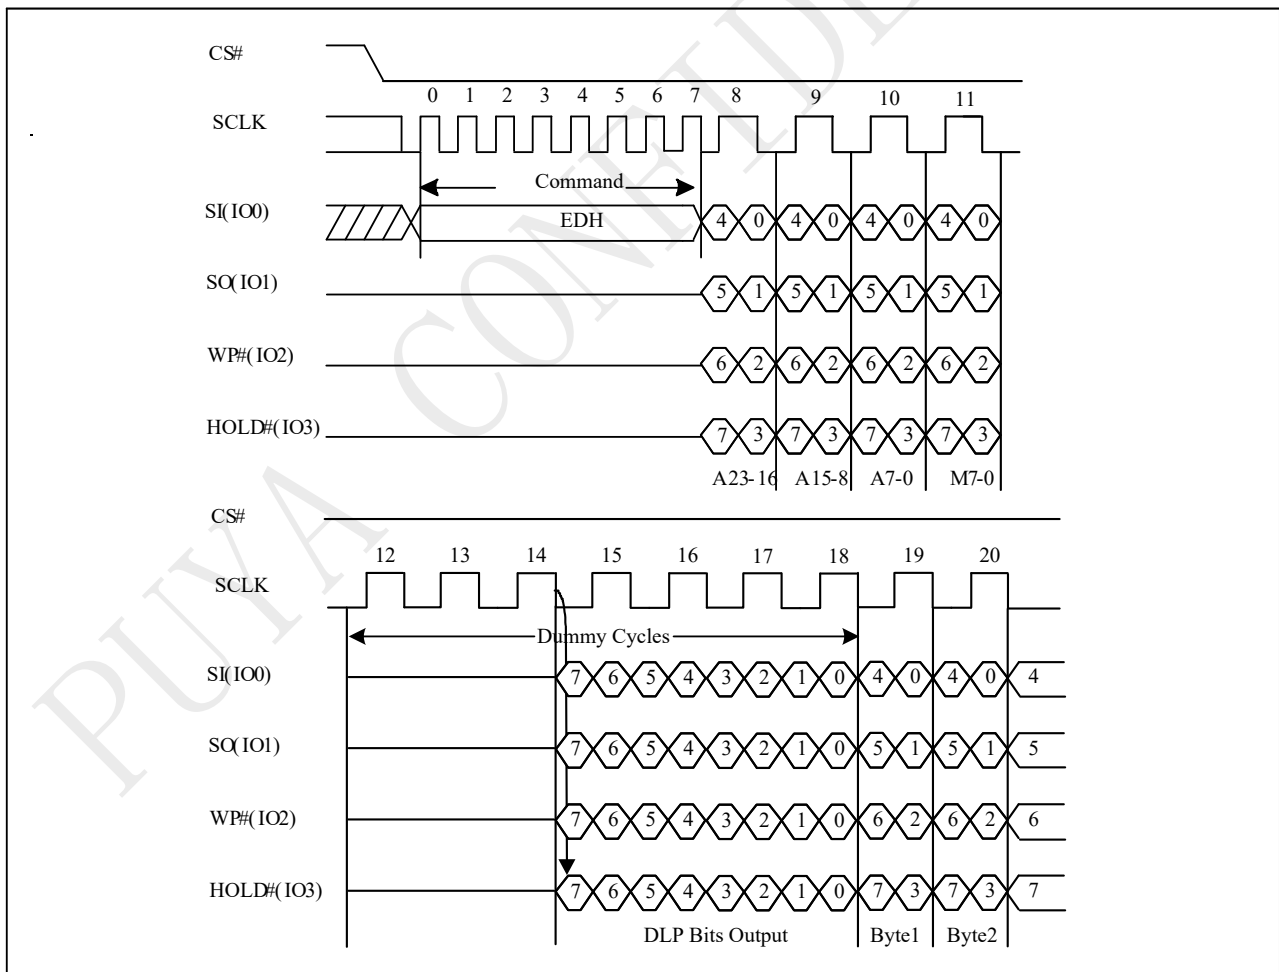 CS#
0 1 2 3 4 5 6 7 8 9 10 11
SCLK
Command
SI(IO0) EDH 4 0 4 0 4 0 4 0
SO(IO1) 5 1 5 1 5 1 5 1
WP#(IO2) 6 2 6 2 6 2 6 2
HOLD#(IO3) 7 3 7 3 7 3 7 3
A23-16 A15-8 A7-0 M7-0
CS#
12 13 14 15 16 17 18 19 20
SCLK
Dummy Cycles
SI(IO0) 7 6 5 4 3 2 1 0 4 0 4 0 4
SO(IO1) 7 6 5 4 3 2 1 0 5 1 5 1 5
WP#(IO2) 7 6 5 4 3 2 1 0 6 2 6 2 6
HOLD#(IO3) 7 6 5 4 3 2 1 0 7 3 7 3 7
DLP Bits Output Byte1 Byte2
PUYA